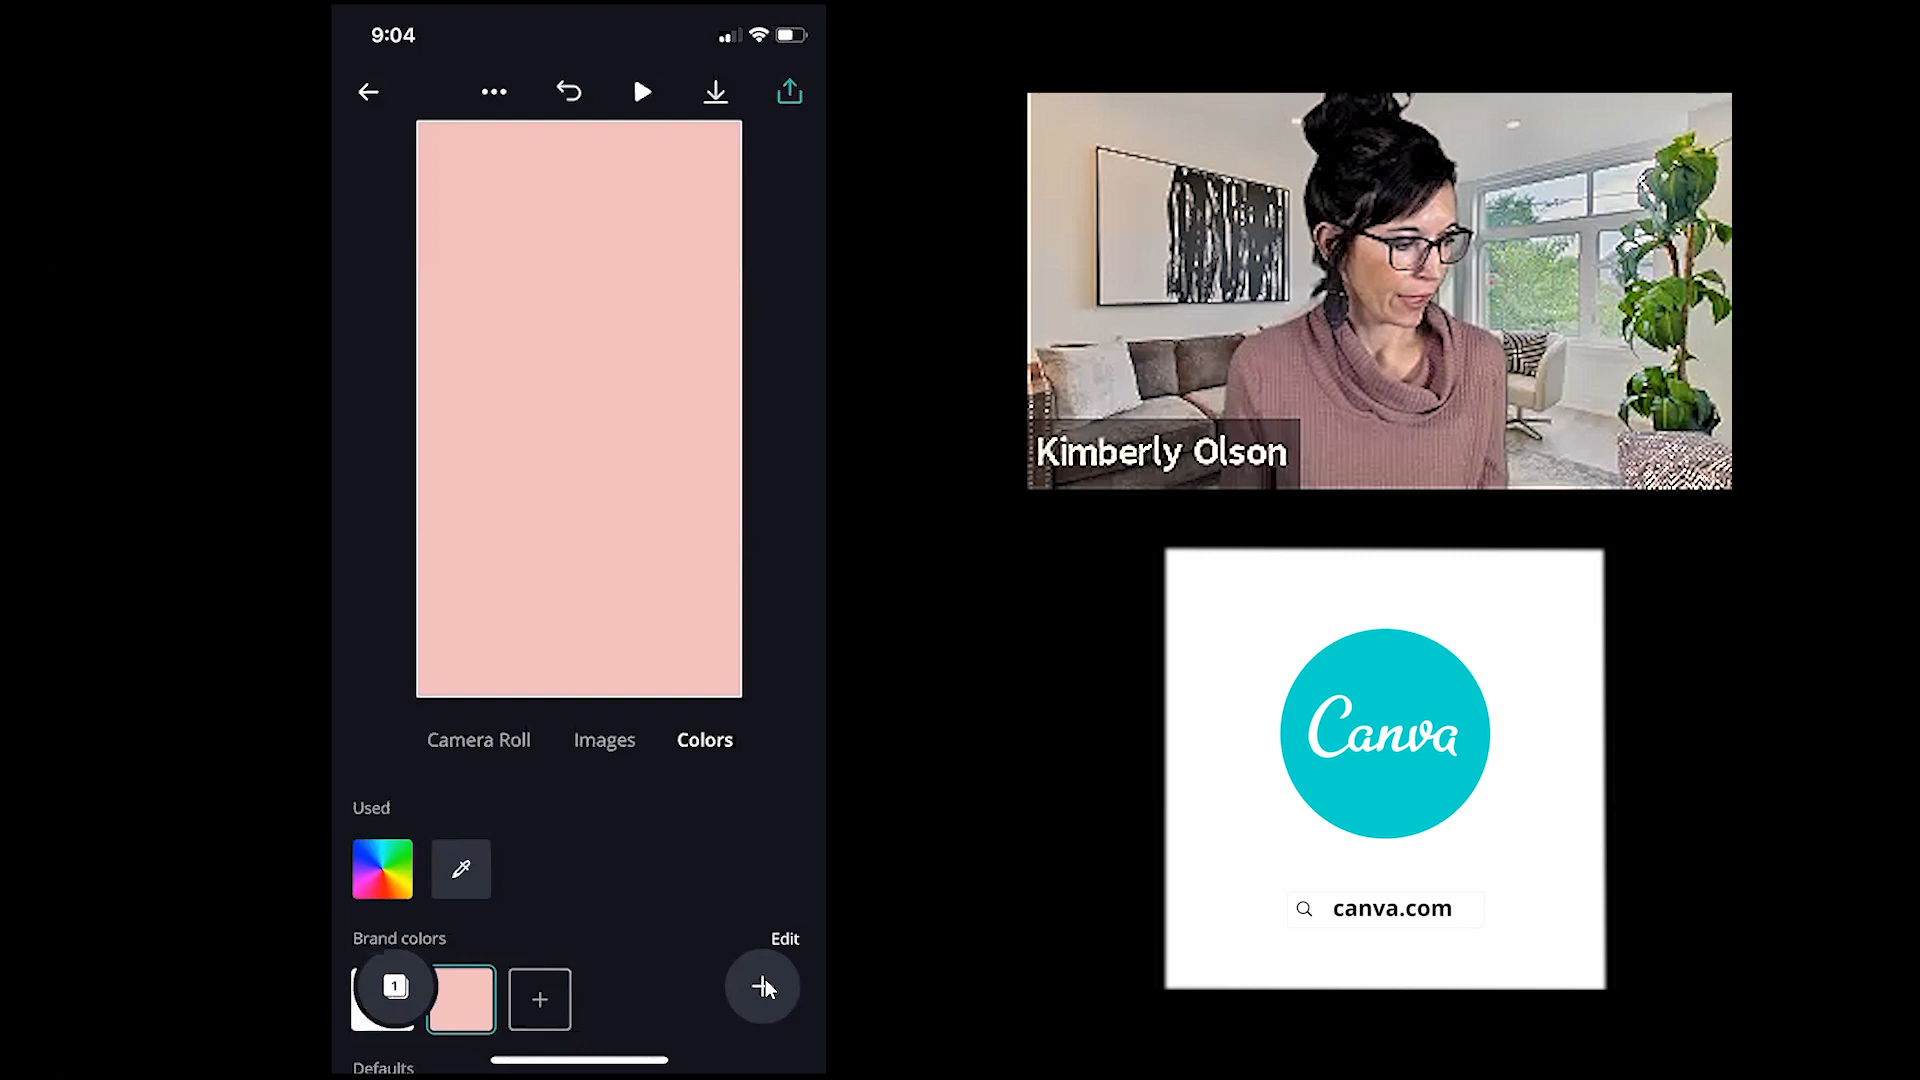 9:04
Camera Roll Images Colors
Used
Brand colors Edit
1
Defaults
Kimberly Olson
Canva
canva.com